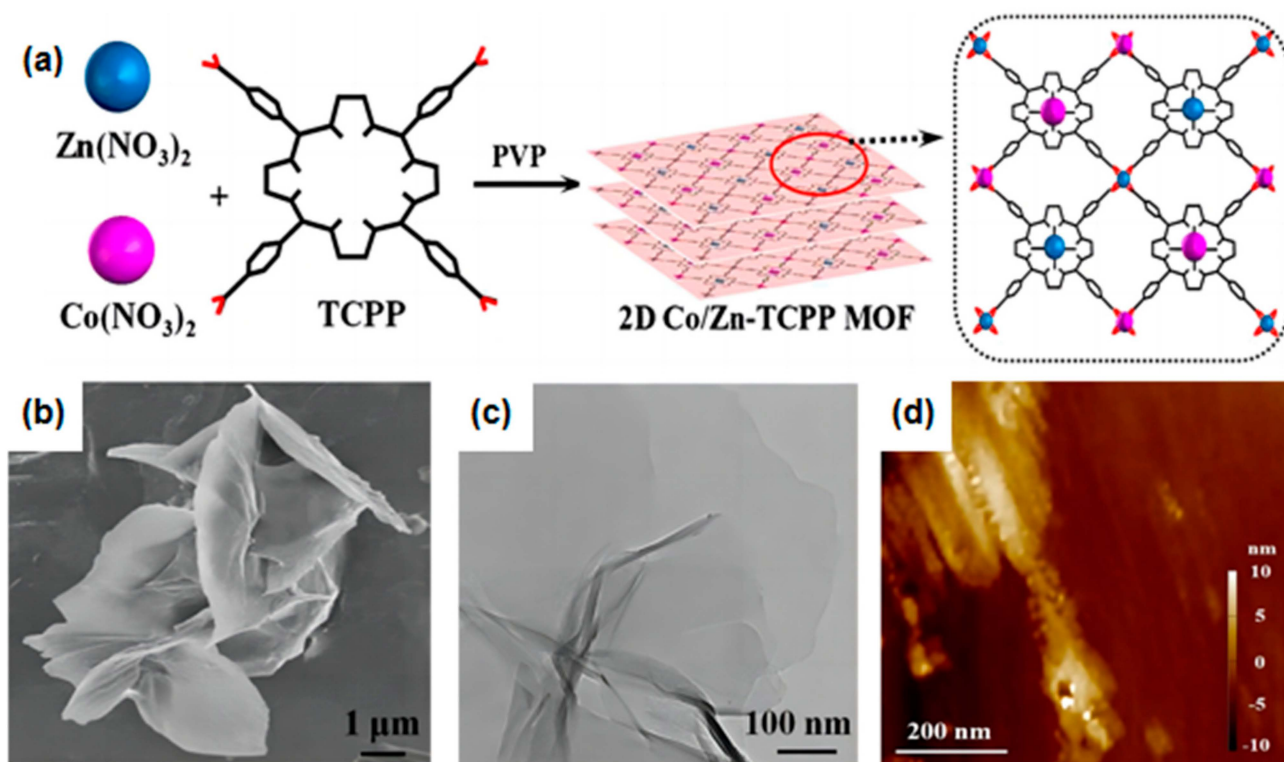 (a)
Zn(NO₃)₂
+
Co(NO₃)₂
TCPP
PVP
2D Co/Zn-TCPP MOF
(b)
1 μm
(c)
100 nm
(d)
200 nm
nm
10
5
0
-5
-10